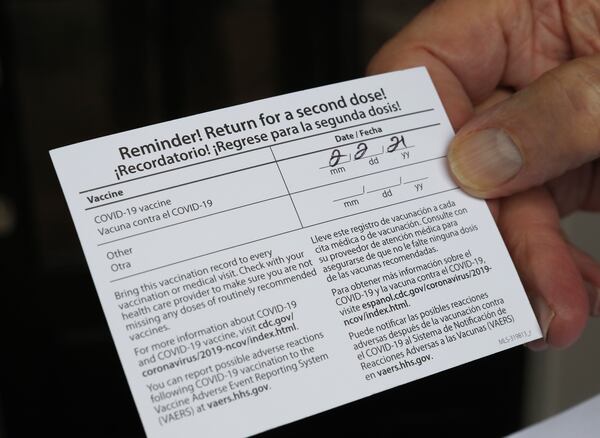 Reminder! Return for a second dose!
¡Recordatorio! ¡Regrese para la segunda dosis!
Vaccine
Date / Fecha
COVID-19 vaccine
Vacuna contra el COVID-19
2 / 2 / 21
mm dd yy
Other
Otra
/ /
mm dd yy
Bring this vaccination record to every
vaccination or medical visit. Check with your
health care provider to make sure you are not
missing any doses of routinely recommended
vaccines.
For more information about COVID-19
and COVID-19 vaccine, visit cdc.gov/
coronavirus/2019-ncov/index.html.
You can report possible adverse reactions
following COVID-19 vaccination to the
Vaccine Adverse Event Reporting System
(VAERS) at vaers.hhs.gov.
Lleve este registro de vacunación a cada
cita médica o de vacunación. Consulte con
su proveedor de atención médica para
asegurarse de que no le falte ninguna dosis
de las vacunas recomendadas.
Para obtener más información sobre el
COVID-19 y la vacuna contra el COVID-19,
visite espanol.cdc.gov/coronavirus/2019-
ncov/index.html.
Puede notificar las posibles reacciones
adversas después de la vacunación contra
el COVID-19 al Sistema de Notificación de
Reacciones Adversas a las Vacunas (VAERS)
en vaers.hhs.gov.
MLS-319813_r